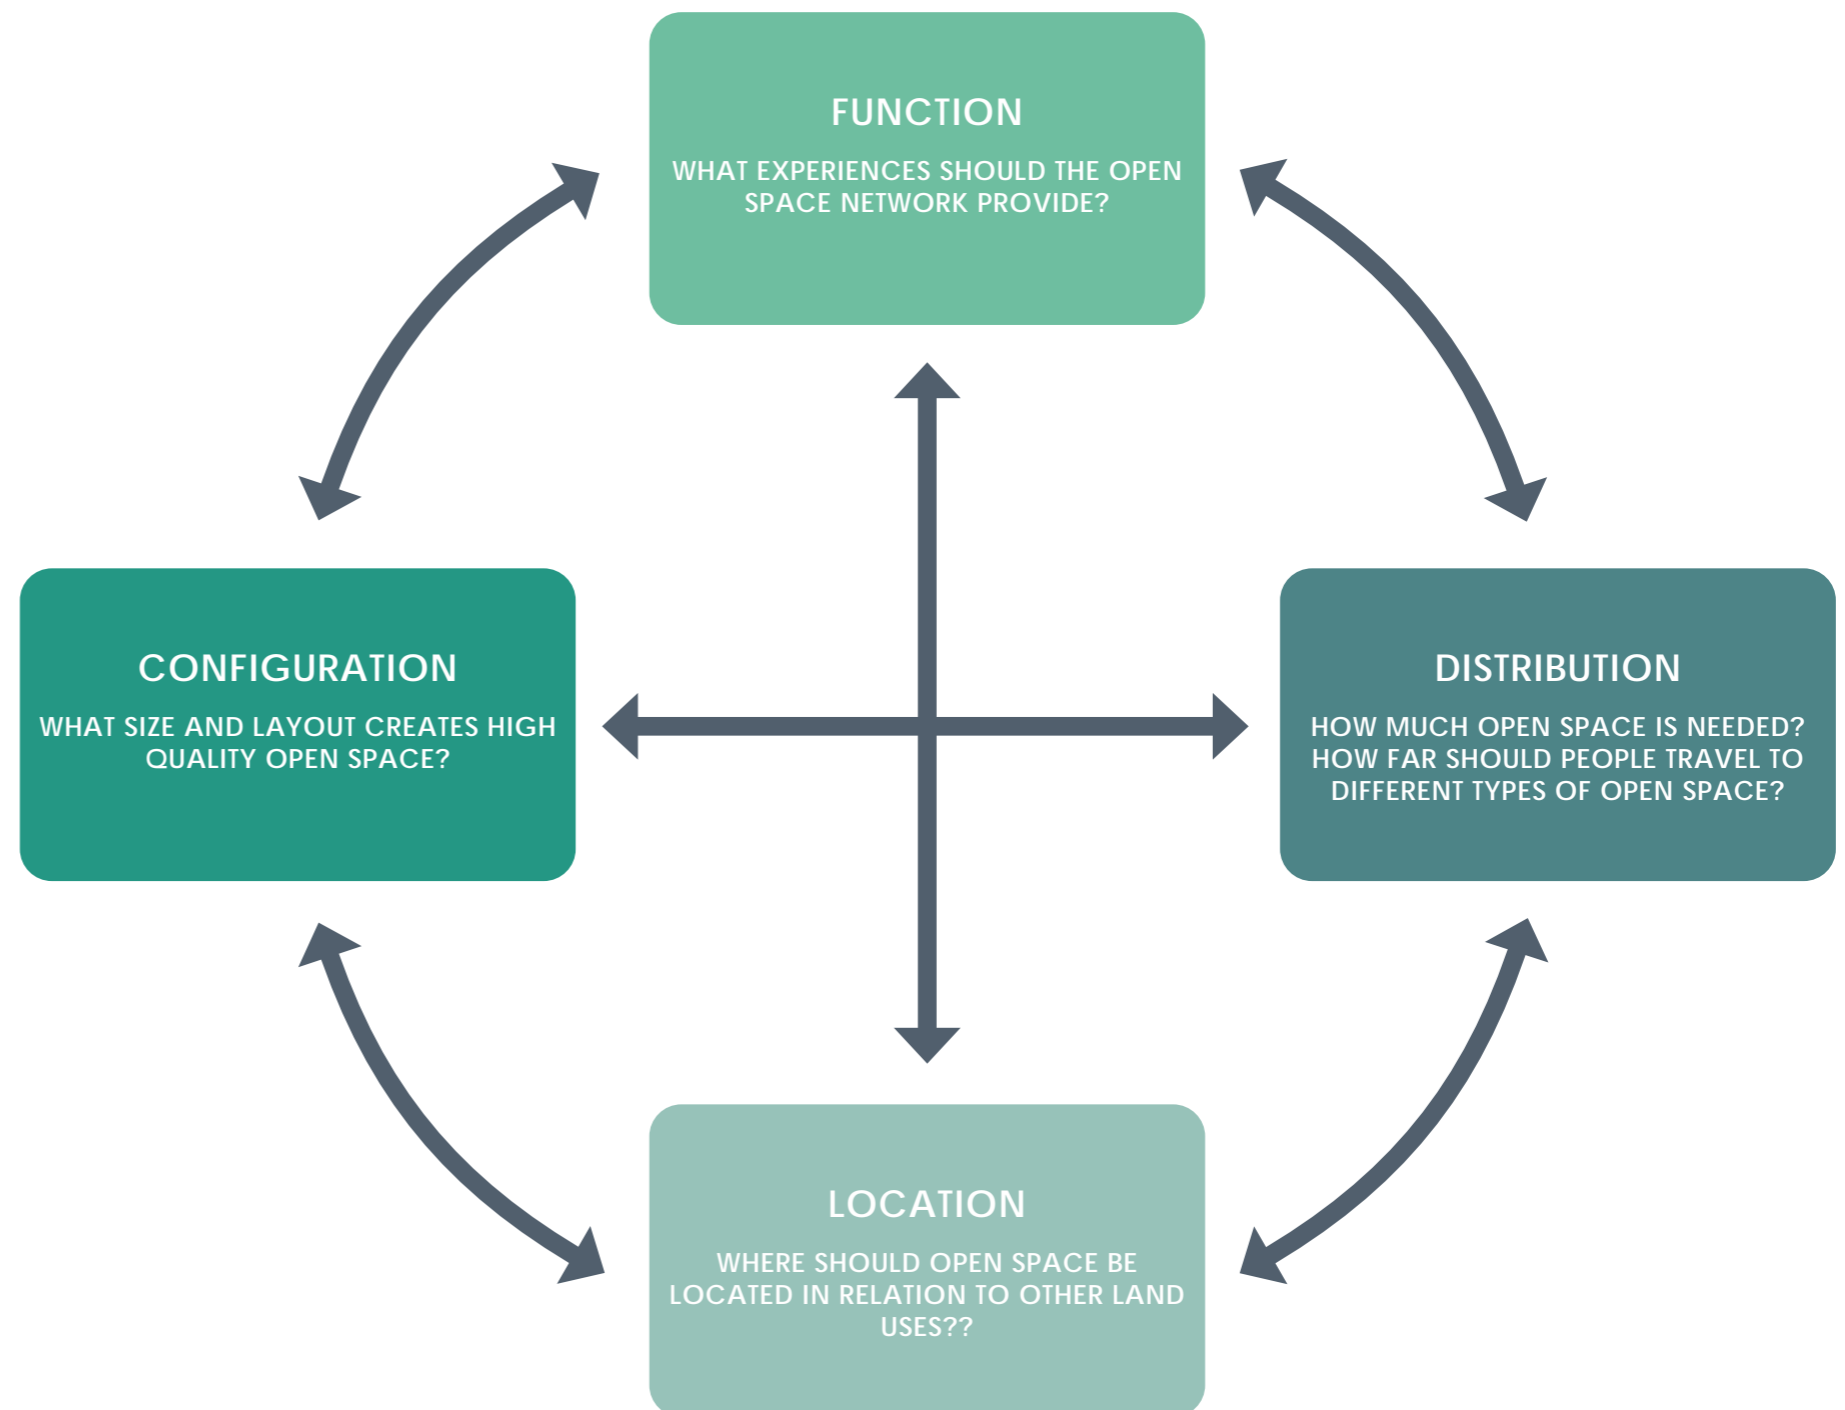 FUNCTION
WHAT EXPERIENCES SHOULD THE OPEN
SPACE NETWORK PROVIDE?
CONFIGURATION
WHAT SIZE AND LAYOUT CREATES HIGH
QUALITY OPEN SPACE?
DISTRIBUTION
HOW MUCH OPEN SPACE IS NEEDED?
HOW FAR SHOULD PEOPLE TRAVEL TO
DIFFERENT TYPES OF OPEN SPACE?
LOCATION
WHERE SHOULD OPEN SPACE BE
LOCATED IN RELATION TO OTHER LAND
USES??